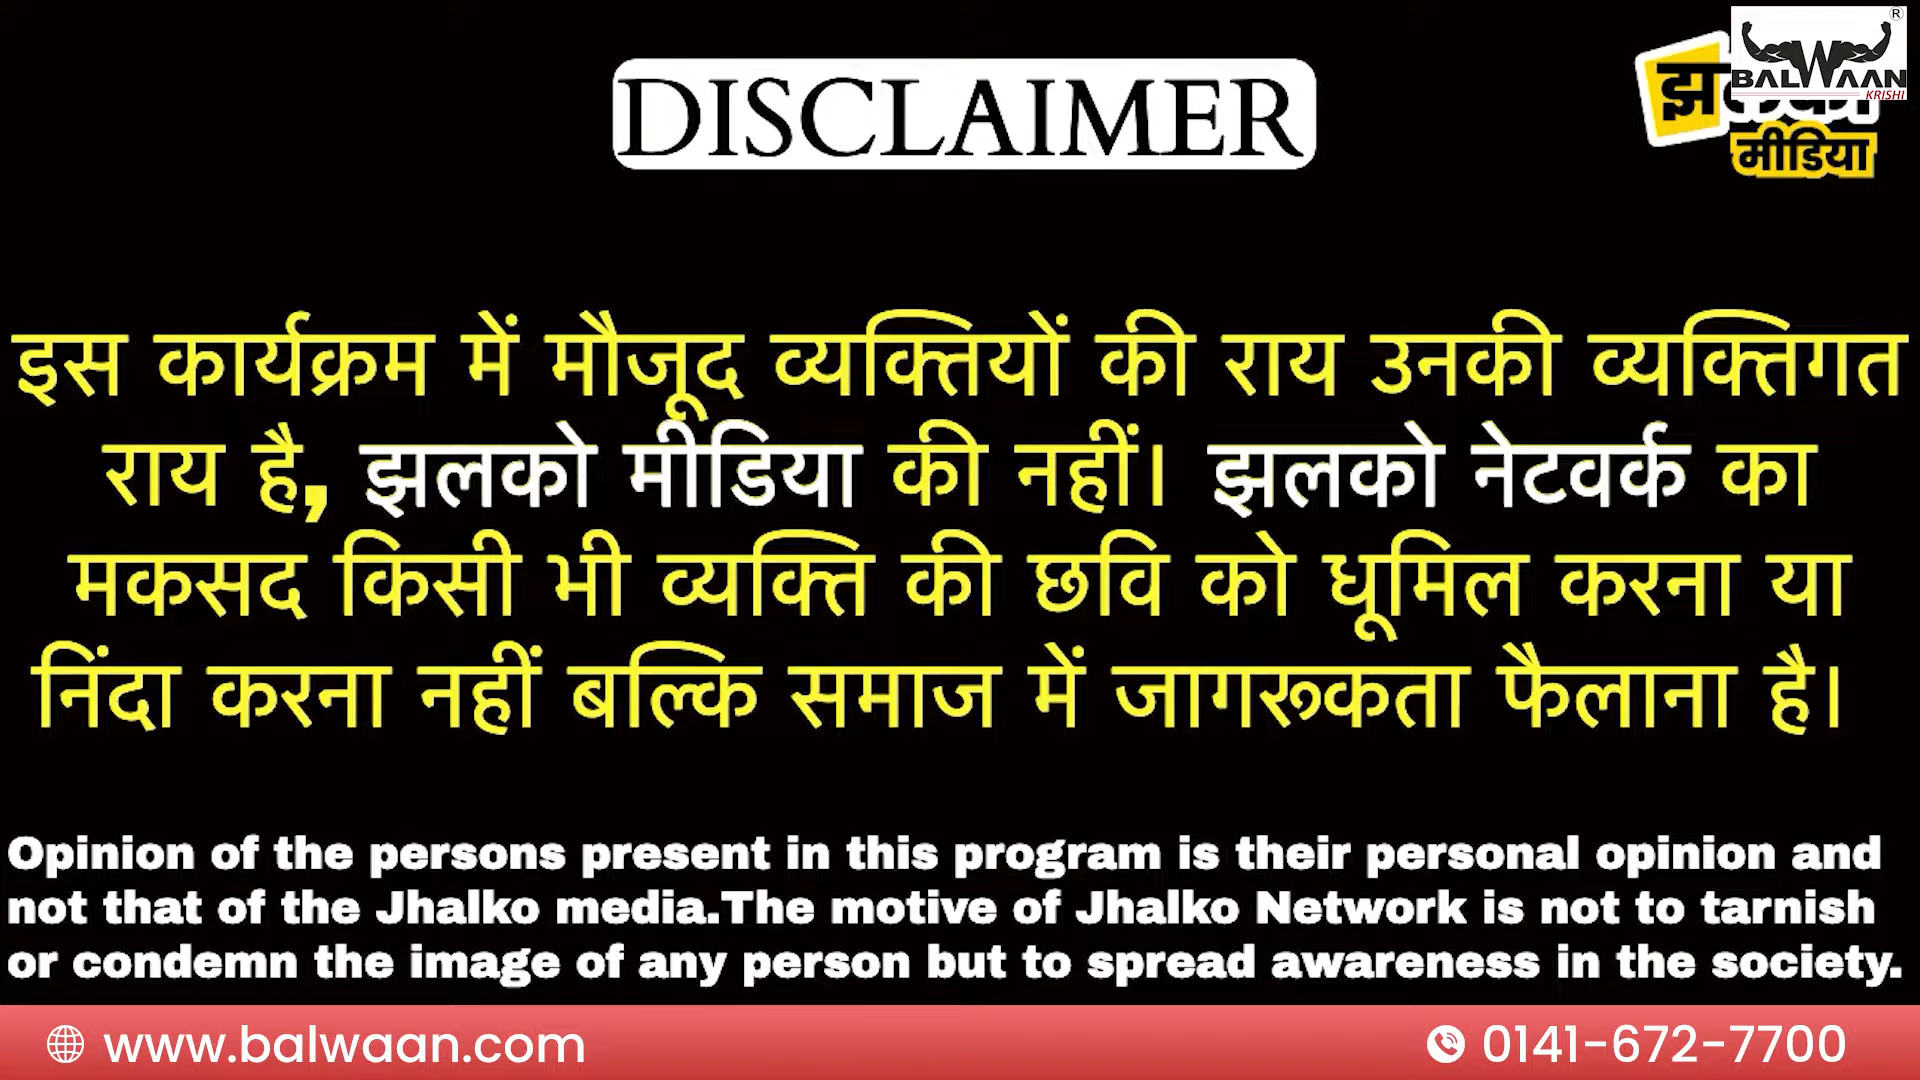 DISCLAIMER
BALWAAN
KRISHI
मीडिया
इस कार्यक्रम में मौजूद व्यक्तियों की राय उनकी व्यक्तिगत
राय है, झलको मीडिया की नहीं। झलको नेटवर्क का
मकसद किसी भी व्यक्ति की छवि को धूमिल करना या
निंदा करना नहीं बल्कि समाज में जागरूकता फैलाना है।
Opinion of the persons present in this program is their personal opinion and
not that of the Jhalko media.The motive of Jhalko Network is not to tarnish
or condemn the image of any person but to spread awareness in the society.
www.balwaan.com
0141-672-7700